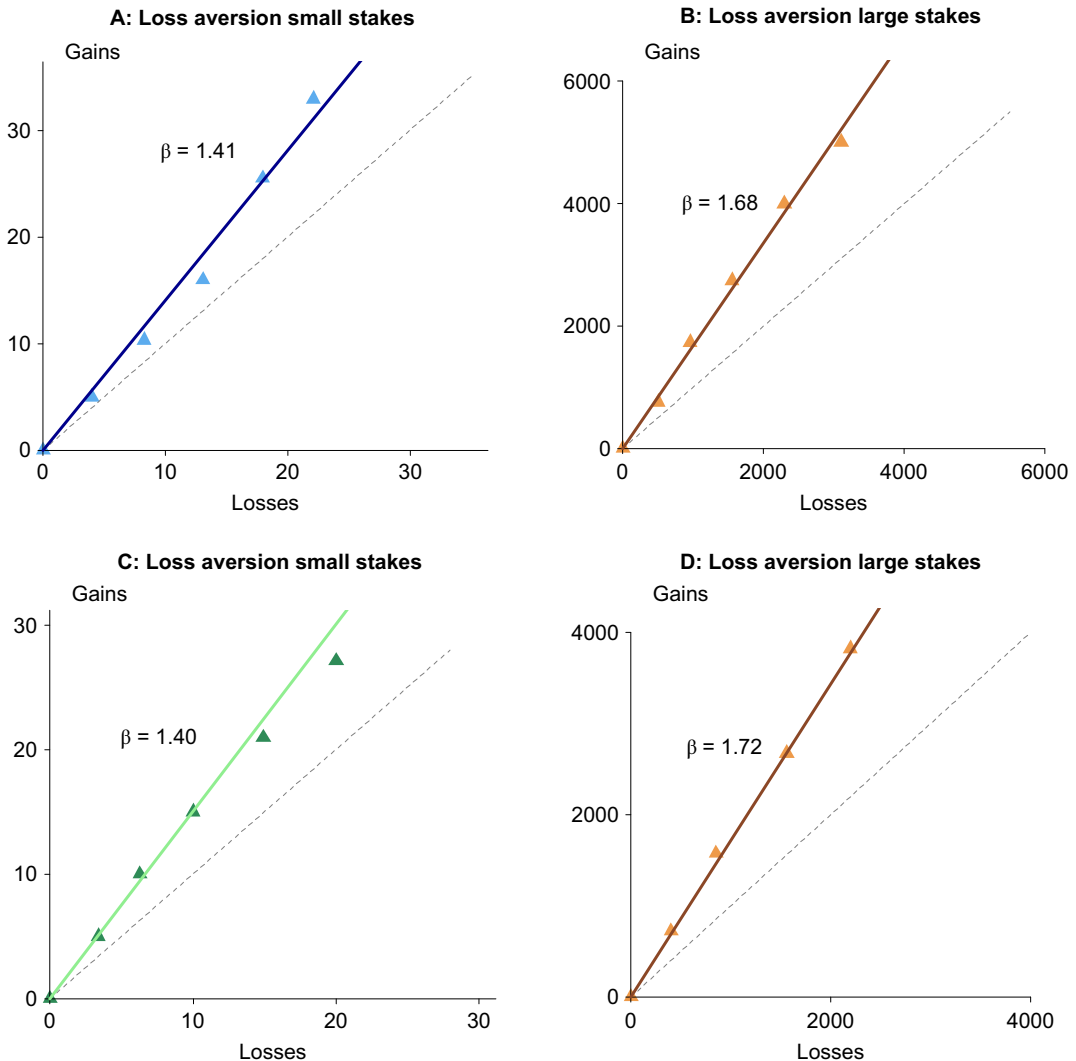 A: Loss aversion small stakes
Gains
30
20
10
0
β = 1.41
0 10 20 30
Losses
B: Loss aversion large stakes
Gains
6000
4000
2000
0
β = 1.68
0 2000 4000 6000
Losses
C: Loss aversion small stakes
Gains
30
20
10
0
β = 1.40
0 10 20 30
Losses
D: Loss aversion large stakes
Gains
4000
2000
0
β = 1.72
0 2000 4000
Losses